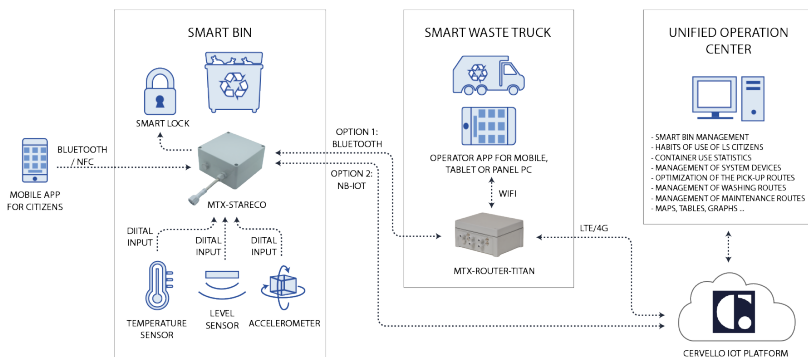 SMART BIN
SMART LOCK
BLUETOOTH
/ NFC
MOBILE APP
FOR CITIZENS
MTX-STARECO
DIITAL
INPUT
DIITAL
INPUT
DIITAL
INPUT
TEMPERATURE
SENSOR
LEVEL
SENSOR
ACCELEROMETER
OPTION 1:
BLUETOOTH
OPTION 2:
NB-IOT
SMART WASTE TRUCK
OPERATOR APP FOR MOBILE,
TABLET OR PANEL PC
WIFI
MTX-ROUTER-TITAN
LTE/4G
UNIFIED OPERATION
CENTER
- SMART BIN MANAGEMENT
- HABITS OF USE OF LS CITIZENS
- CONTAINER USE STATISTICS
- MANAGEMENT OF SYSTEM DEVICES
- OPTIMIZATION OF THE PICK-UP ROUTES
- MANAGEMENT OF WASHING ROUTES
- MANAGEMENT OF MAINTENANCE ROUTES
- MAPS, TABLES, GRAPHS ...
CERVELLO IOT PLATFORM